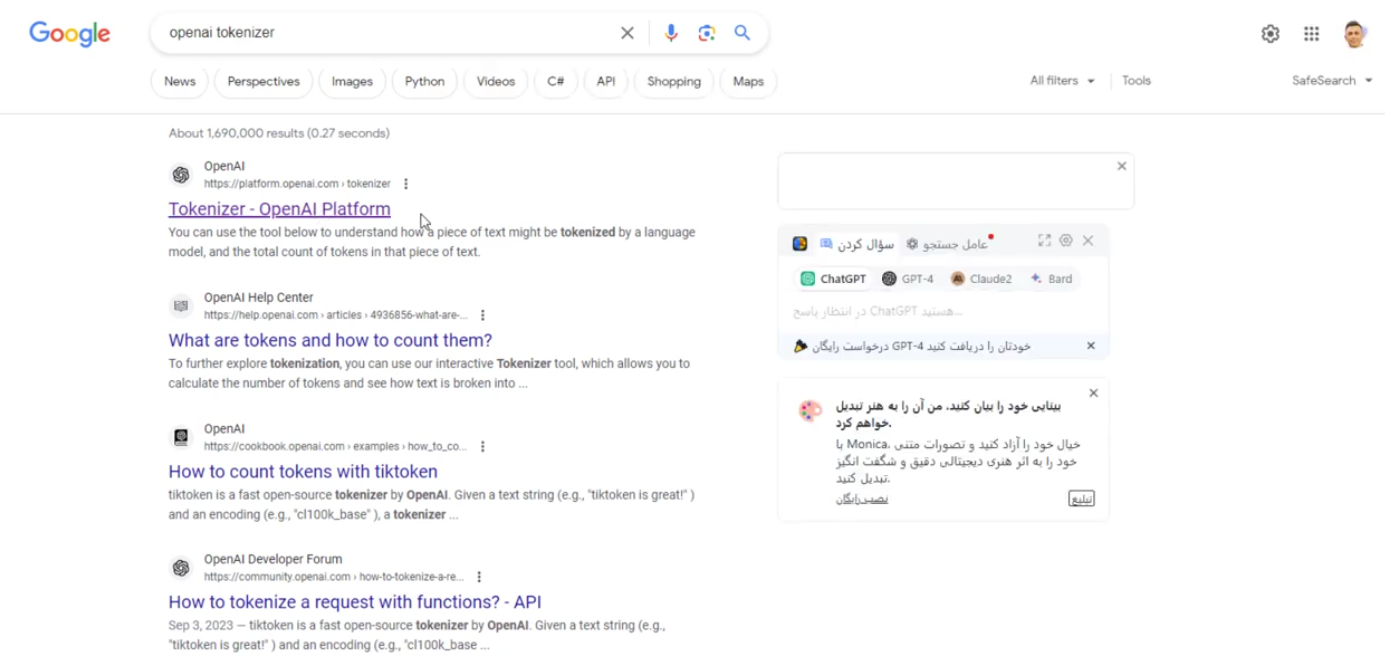 Google
openai tokenizer
News
Perspectives
Images
Python
Videos
C#
API
Shopping
Maps
All filters
Tools
SafeSearch
About 1,690,000 results (0.27 seconds)
OpenAI
https://platform.openai.com › tokenizer
Tokenizer - OpenAI Platform
You can use the tool below to understand how a piece of text might be tokenized by a language
model, and the total count of tokens in that piece of text.
OpenAI Help Center
https://help.openai.com › articles › 4936856-what-are-...
What are tokens and how to count them?
To further explore tokenization, you can use our interactive Tokenizer tool, which allows you to
calculate the number of tokens and see how text is broken into ...
OpenAI
https://cookbook.openai.com › examples › how_to_co...
How to count tokens with tiktoken
tiktoken is a fast open-source tokenizer by OpenAI. Given a text string (e.g., "tiktoken is great!" )
and an encoding (e.g., "cl100k_base" ), a tokenizer ...
OpenAI Developer Forum
https://community.openai.com › how-to-tokenize-a-re...
How to tokenize a request with functions? - API
Sep 3, 2023 — tiktoken is a fast open-source tokenizer by OpenAI. Given a text string (e.g.,
"tiktoken is great!" ) and an encoding (e.g., "cl100k_base ...
سؤال کردن
عامل جستجو
ChatGPT
GPT-4
Claude2
Bard
هستید ChatGPT در انتظار پاسخ...
خودتان را دریافت کنید GPT-4 درخواست رایگان
بینایی خود را بیان کنید، من آن را به هنر تبدیل
خواهم کرد.
خیال خود را آزاد کنید و تصورات متنی .Monica با
خود را به اثر هنری دیجیتالی دقیق و شگفت انگیز
تبدیل کنید.
نصب رایگان
تبلیغ